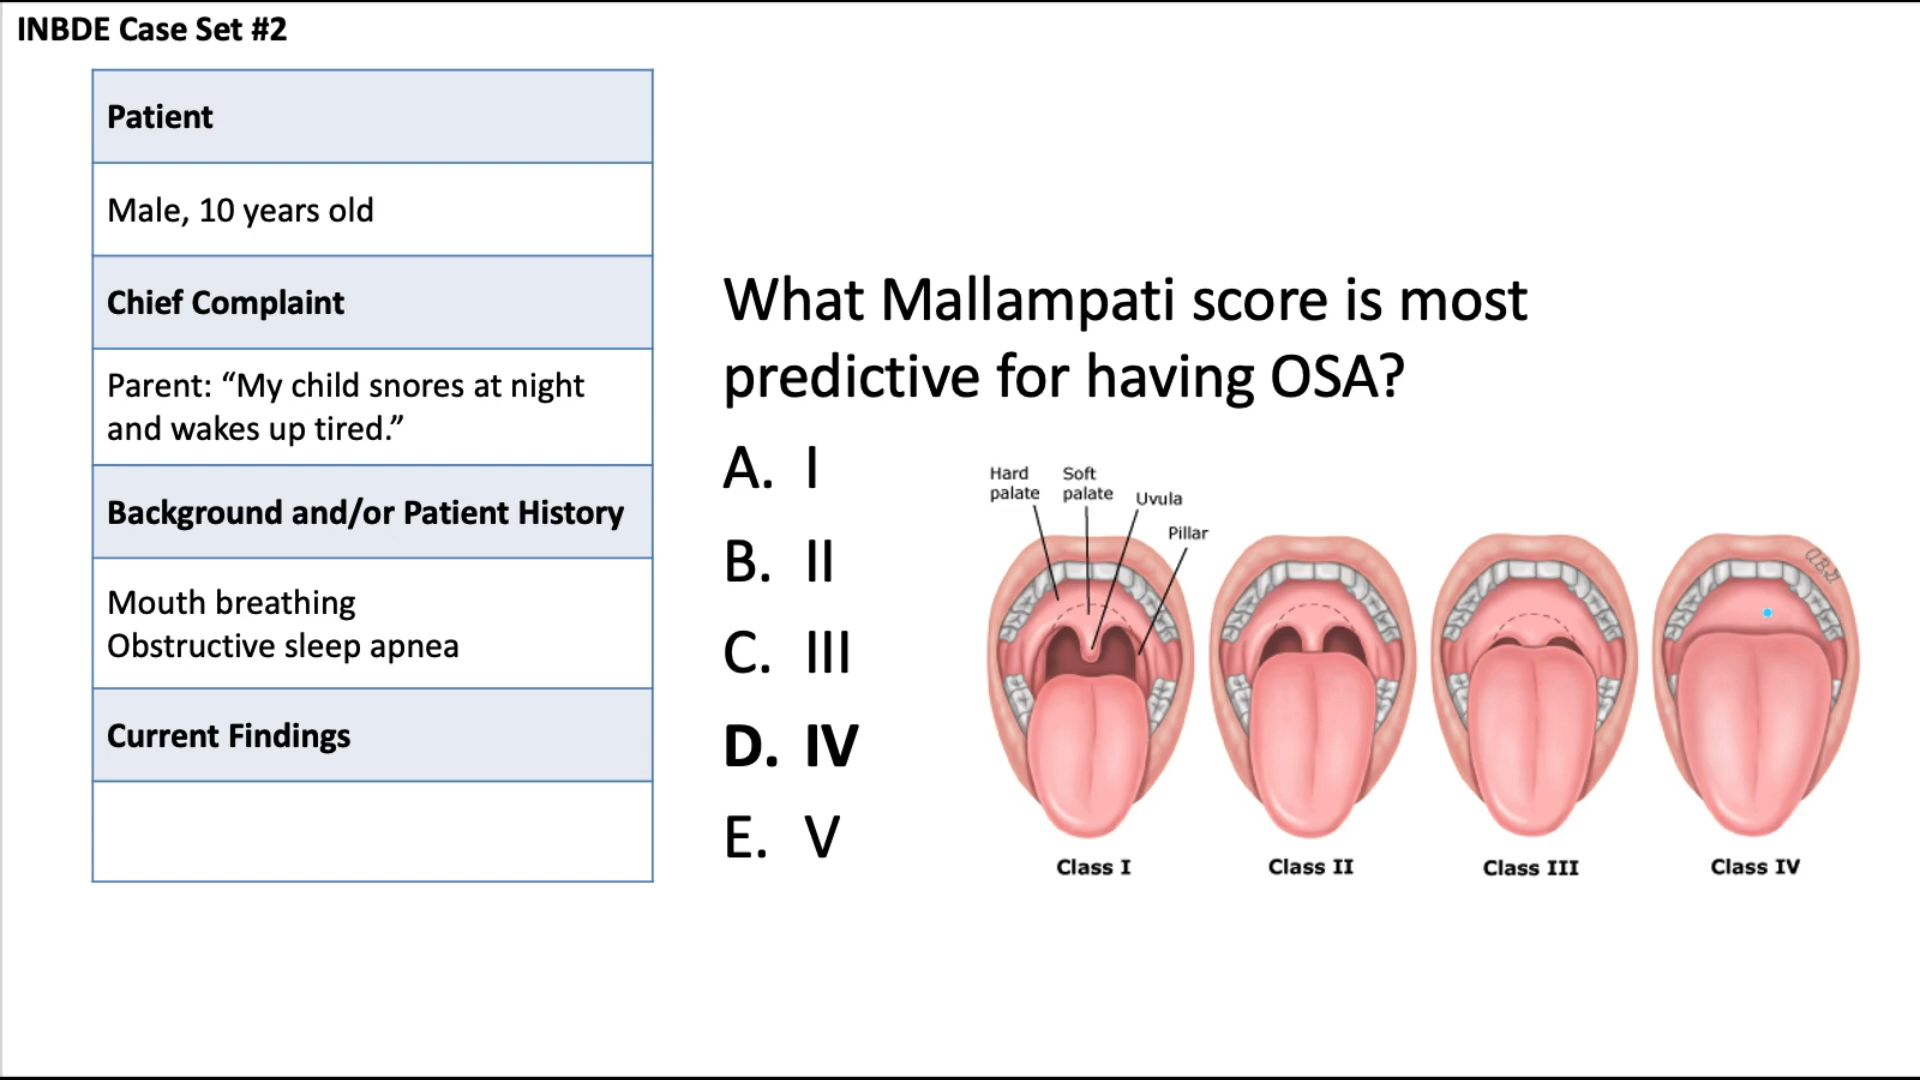 INBDE Case Set #2
Patient
Male, 10 years old
Chief Complaint
Parent: “My child snores at night
and wakes up tired.”
Background and/or Patient History
Mouth breathing
Obstructive sleep apnea
Current Findings
What Mallampati score is most
predictive for having OSA?
A. I
B. II
C. III
D. IV
E. V
Hard
palate
Soft
palate
Uvula
Pillar
Class I
Class II
Class III
Class IV